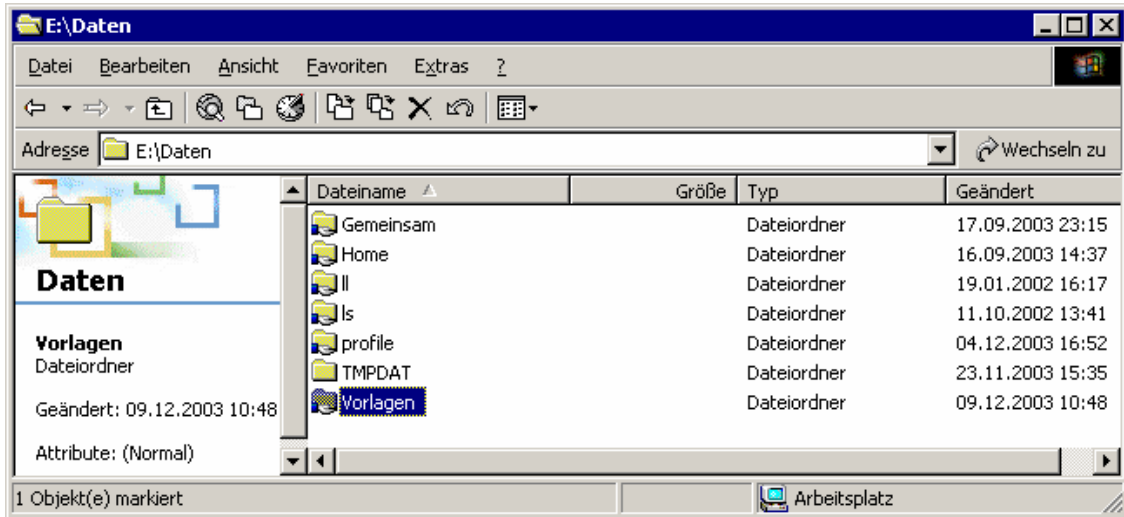 E:\Daten
Datei Bearbeiten Ansicht Favoriten Extras ?
Adresse E:\Daten Wechseln zu
Daten
Vorlagen
Dateiordner
Geändert: 09.12.2003 10:48
Attribute: (Normal)
Dateiname Größe Typ Geändert
Gemeinsam Dateiordner 17.09.2003 23:15
Home Dateiordner 16.09.2003 14:37
ll Dateiordner 19.01.2002 16:17
ls Dateiordner 11.10.2002 13:41
profile Dateiordner 04.12.2003 16:52
TMPDAT Dateiordner 23.11.2003 15:35
Vorlagen Dateiordner 09.12.2003 10:48
1 Objekt(e) markiert Arbeitsplatz